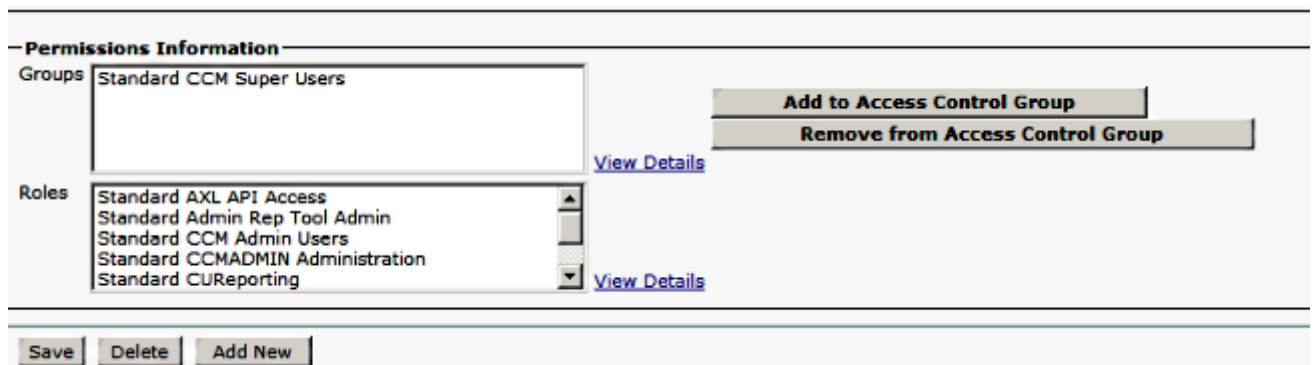 Permissions Information
Groups
Standard CCM Super Users
Add to Access Control Group
Remove from Access Control Group
View Details
Roles
Standard AXL API Access
Standard Admin Rep Tool Admin
Standard CCM Admin Users
Standard CCMADMIN Administration
Standard CUReporting
View Details
Save Delete Add New